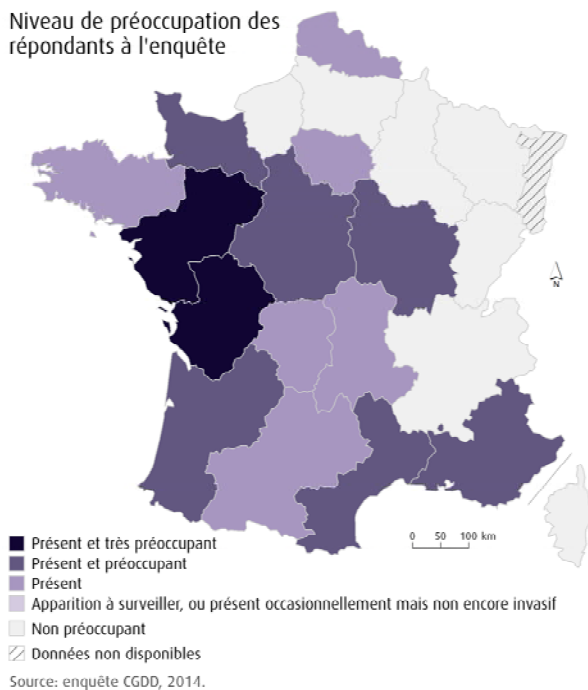 Niveau de préoccupation des
répondants à l'enquête
N
0 50 100 km
Présent et très préoccupant
Présent et préoccupant
Présent
Apparition à surveiller, ou présent occasionnellement mais non encore invasif
Non préoccupant
Données non disponibles
Source: enquête CGDD, 2014.